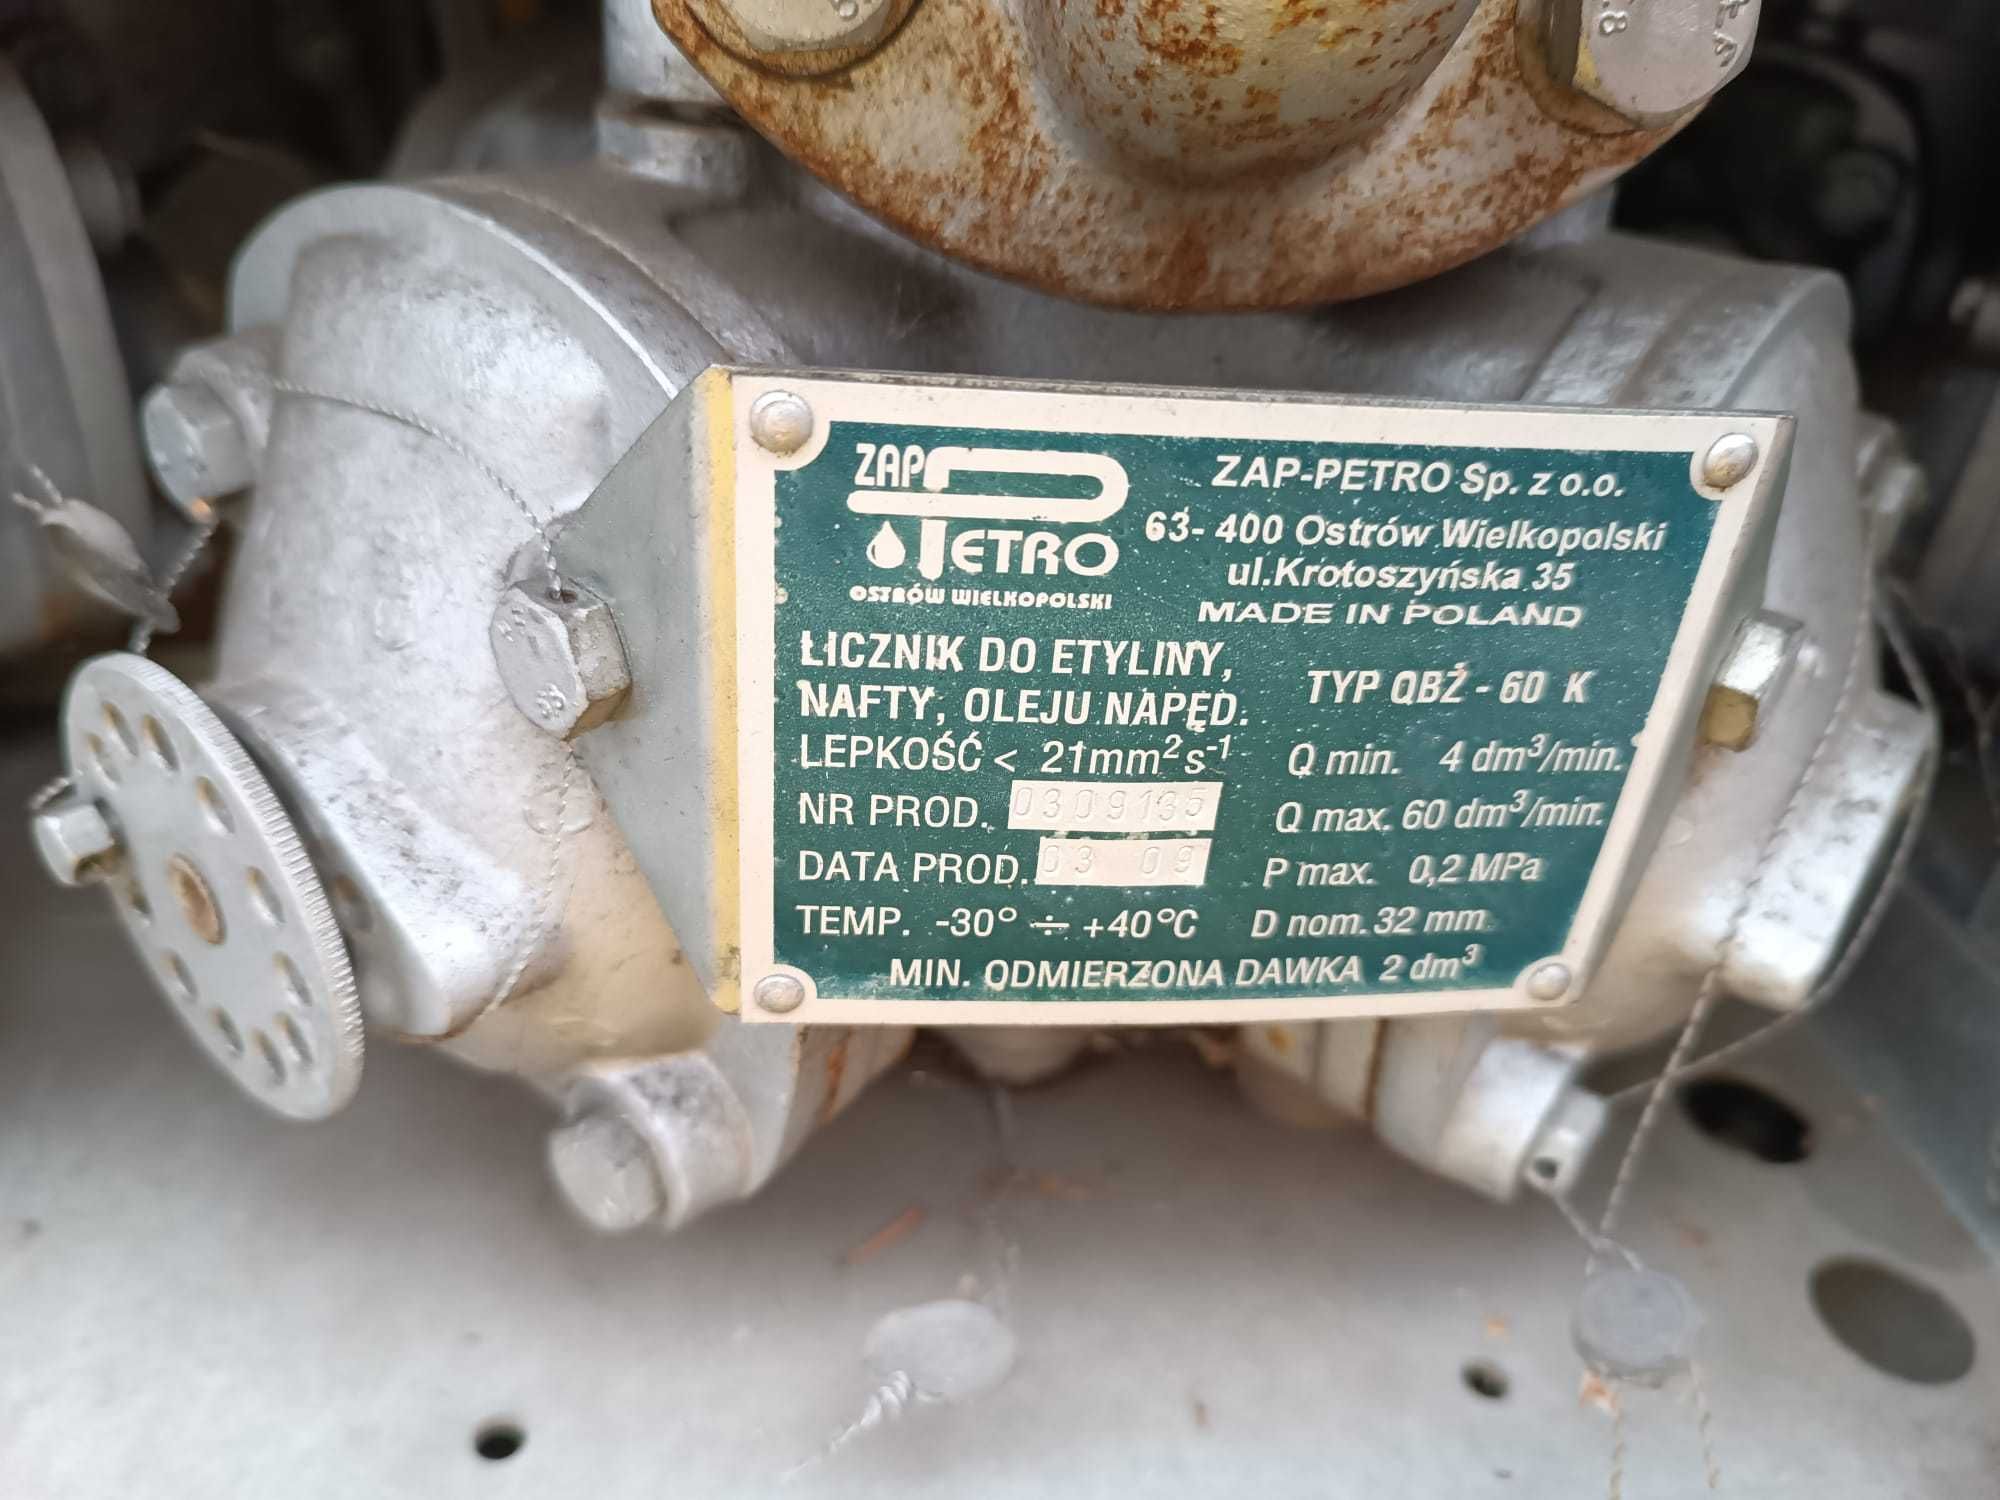 ZAP
PETRO
OSTRÓW WIELKOPOLSKI
ZAP-PETRO Sp. z o.o.
63- 400 Ostrów Wielkopolski
ul.Krotoszyńska 35
MADE IN POLAND
ŁICZNIK DO ETYLINY,
NAFTY, OLEJU NAPĘD.
TYP QBŻ - 60 K
LEPKOŚĆ < 21mm²s⁻¹
Q min. 4 dm³/min.
NR PROD. 0309135
Q max. 60 dm³/min.
DATA PROD. 03 09
P max. 0,2 MPa
TEMP. -30° ÷ +40°C
D nom. 32 mm
MIN. ODMIERZONA DAWKA 2 dm³